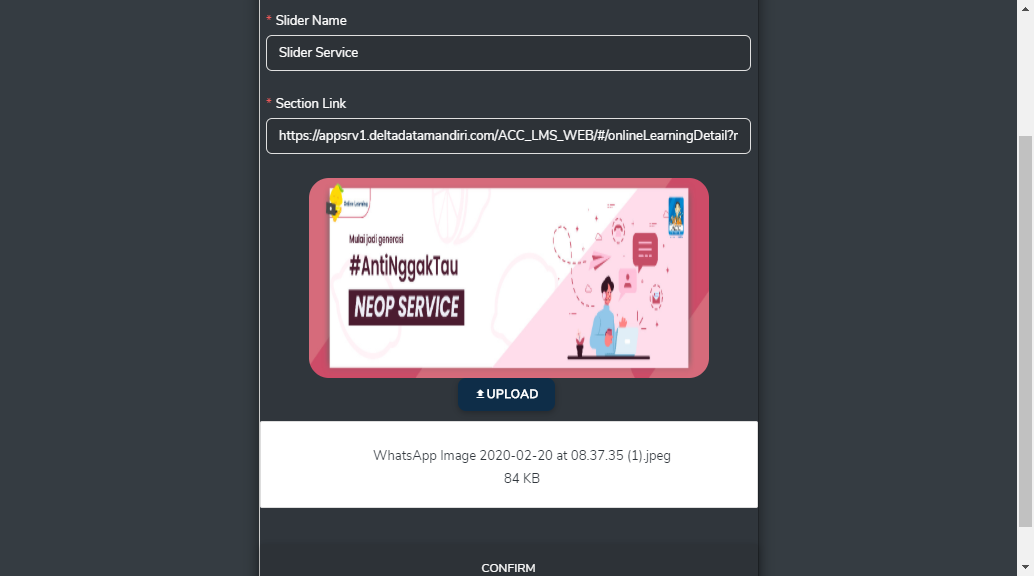 * Slider Name
Slider Service
* Section Link
https://appsrv1.deltadatamandiri.com/ACC_LMS_WEB/#/onlineLearningDetail?r
Online Learning
Mulai jadi generasi
#AntiNggakTau
NEOP SERVICE
UPLOAD
WhatsApp Image 2020-02-20 at 08.37.35 (1).jpeg
84 KB
CONFIRM